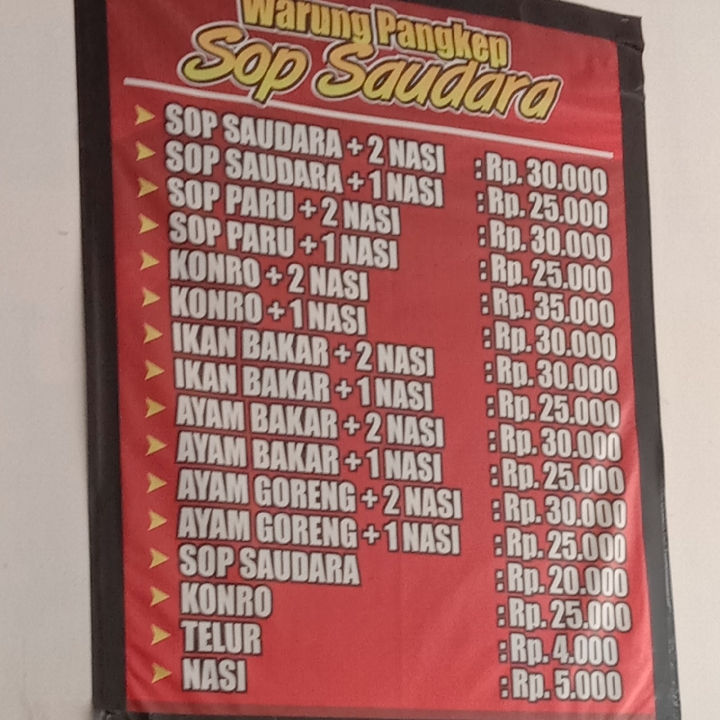 Warung Pangkep
Sop Saudara
SOP SAUDARA + 2 NASI : Rp. 30.000
SOP SAUDARA + 1 NASI : Rp. 25.000
SOP PARU + 2 NASI : Rp. 30.000
SOP PARU + 1 NASI : Rp. 25.000
KONRO + 2 NASI : Rp. 35.000
KONRO + 1 NASI : Rp. 30.000
IKAN BAKAR + 2 NASI : Rp. 30.000
IKAN BAKAR + 1 NASI : Rp. 25.000
AYAM BAKAR + 2 NASI : Rp. 30.000
AYAM BAKAR + 1 NASI : Rp. 25.000
AYAM GORENG + 2 NASI : Rp. 30.000
AYAM GORENG + 1 NASI : Rp. 25.000
SOP SAUDARA : Rp. 20.000
KONRO : Rp. 25.000
TELUR : Rp. 4.000
NASI : Rp. 5.000